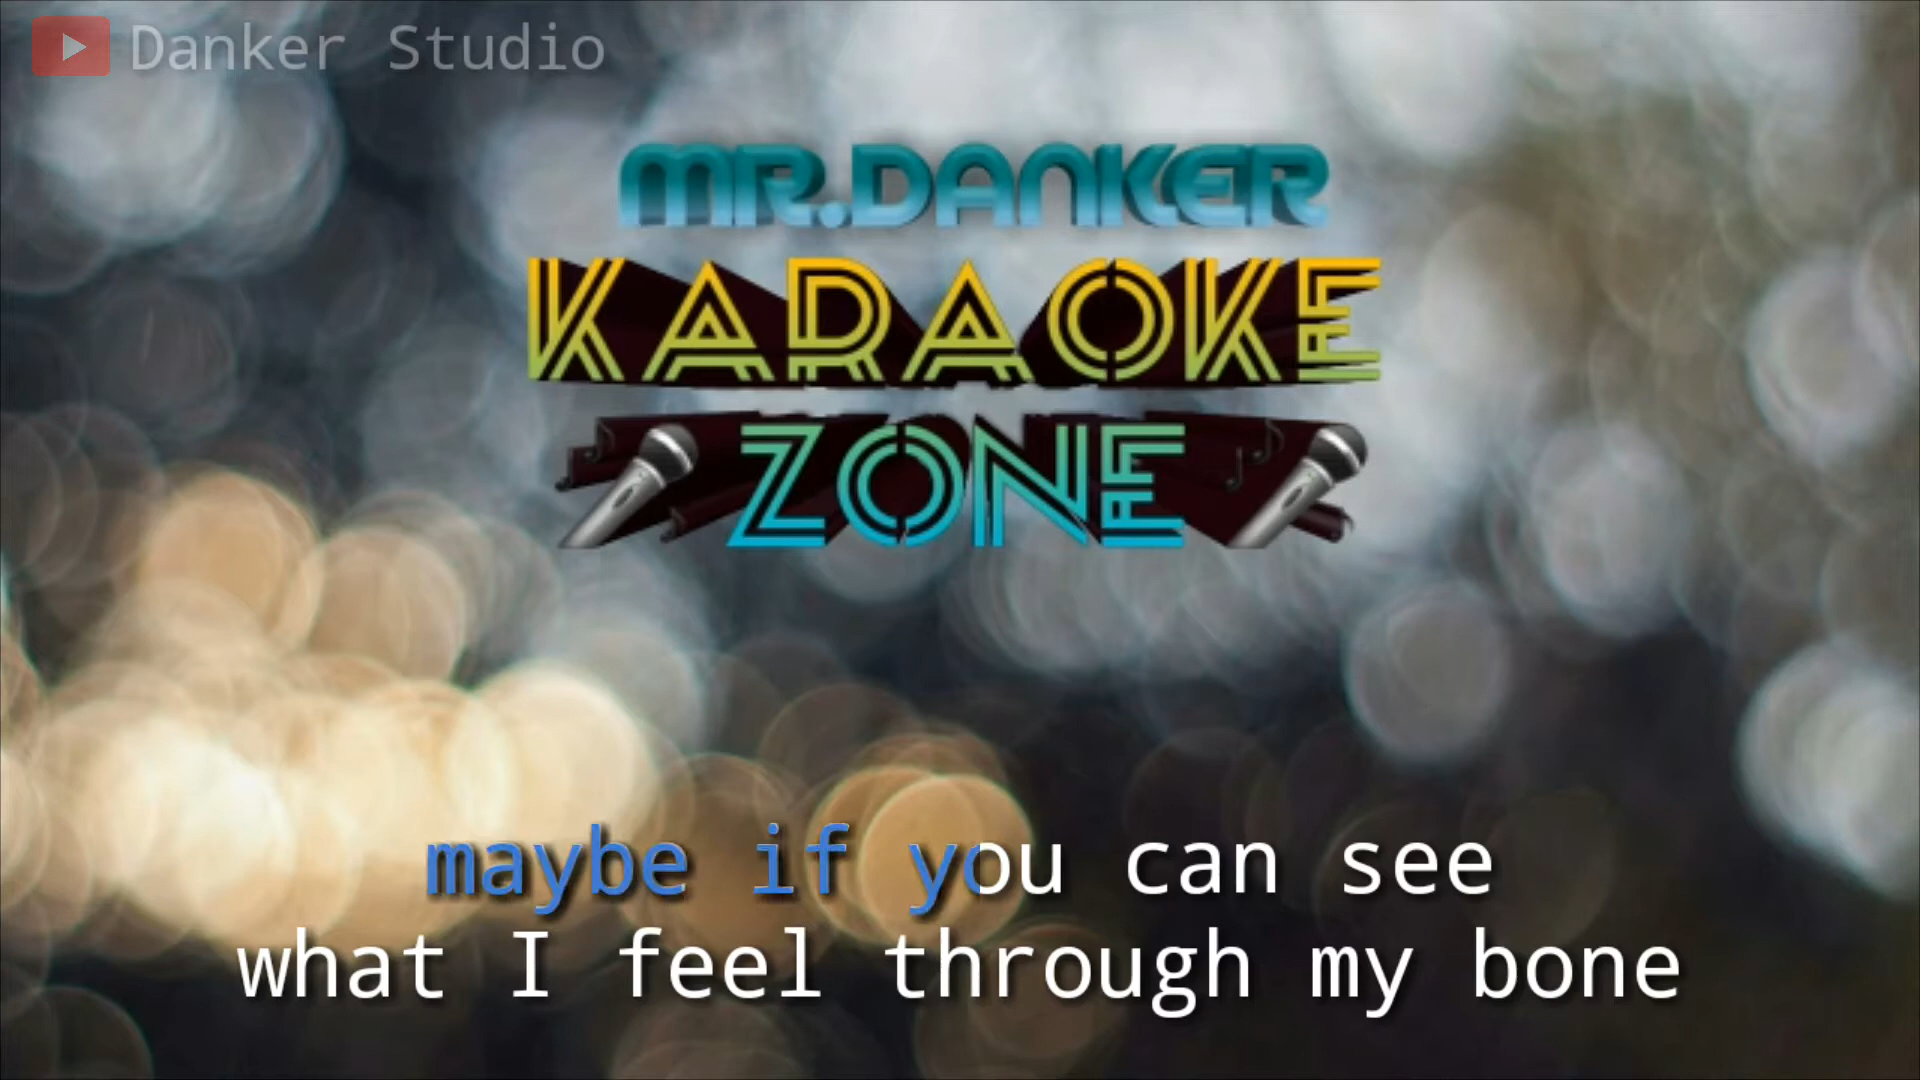 Danker Studio
MR.DANKER
KARAOKE
ZONE
maybe if you can see
what I feel through my bone